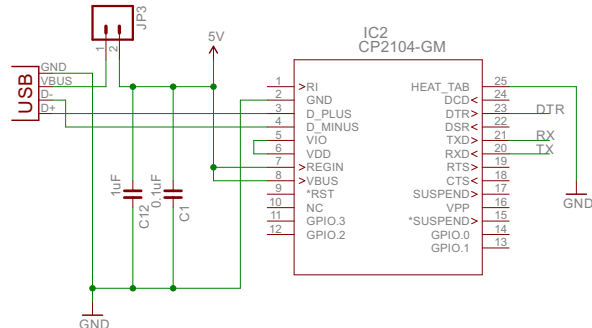 JP3
1 2
5V
IC2
CP2104-GM
USB
GND
VBUS
D-
D+
1uF
C12
0.1uF
C1
GND
1 >RI
2 GND
3 D_PLUS
4 D_MINUS
5 VIO
6 VDD
7 >REGIN
8 >VBUS
9 *RST
10 NC
11 GPIO.3
12 GPIO.2
HEAT_TAB 25
DCD< 24
DTR> 23 DTR
DSR< 22
TXD> 21 RX
RXD< 20 TX
RTS> 19
CTS< 18
SUSPEND> 17
VPP 16
*SUSPEND> 15
GPIO.0 14
GPIO.1 13
GND